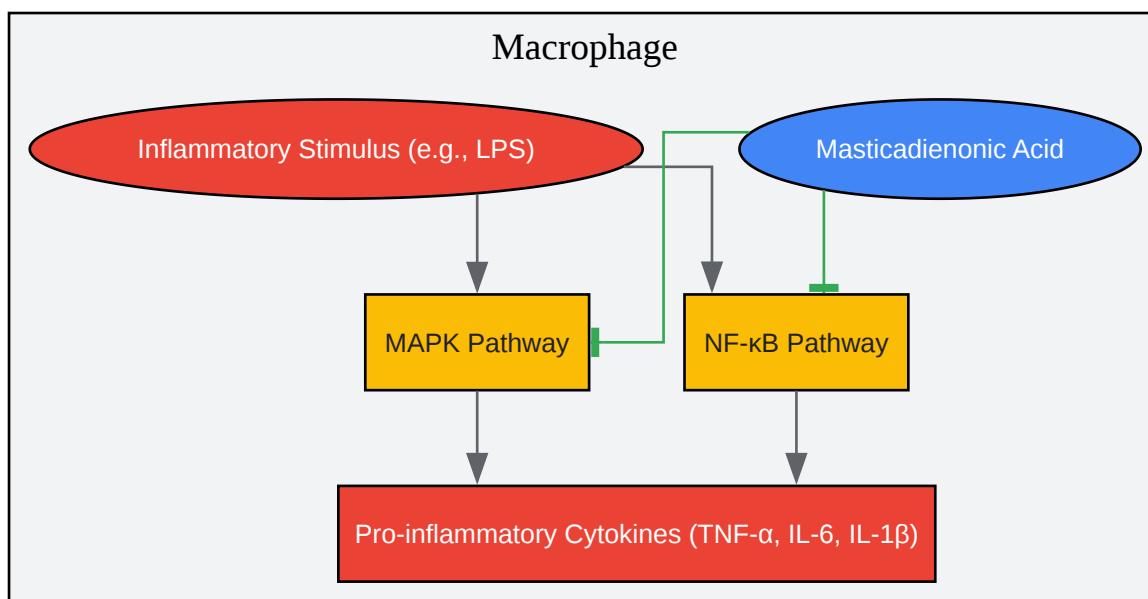 Macrophage
Inflammatory Stimulus (e.g., LPS)
Masticadienonic Acid
MAPK Pathway
NF-κB Pathway
Pro-inflammatory Cytokines (TNF-α, IL-6, IL-1β)